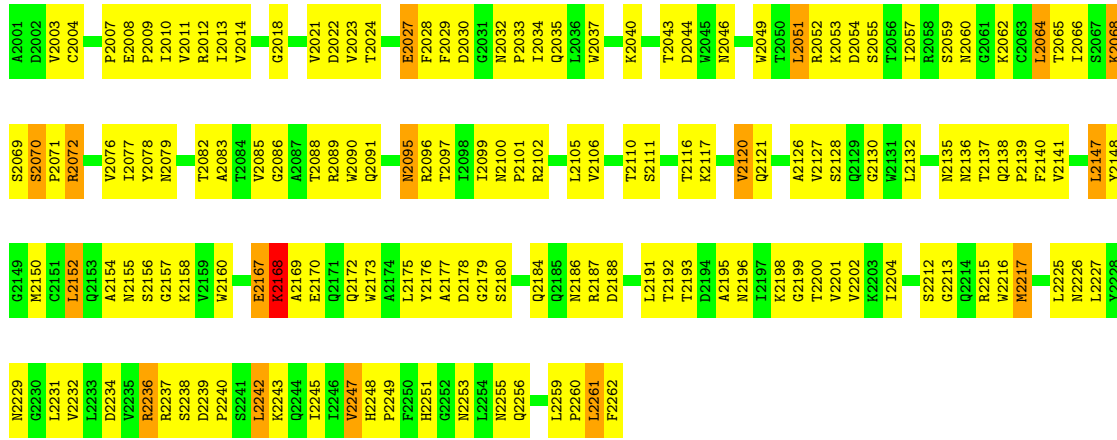 A2001 D2002 V2003 C2004 P2007 E2008 P2009 I2010 V2011 R2012 I2013 V2014 G2018 V2021 D2022 V2023 T2024 E2027 F2028 F2029 D2030 G2031 N2032 P2033 I2034 Q2035 L2036 W2037 K2040 T2043 D2044 W2045 N2046 W2049 T2050 L2051 R2052 K2053 D2054 S2055 T2056 I2057 R2058 S2059 N2060 G2061 K2062 C2063 L2064 T2065 I2066 S2067 K2068
S2069 S2070 P2071 R2072 V2076 I2077 Y2078 N2079 T2082 A2083 T2084 V2085 G2086 A2087 T2088 R2089 W2090 Q2091 N2095 R2096 T2097 I2098 I2099 N2100 P2101 R2102 L2105 V2106 T2110 S2111 T2116 K2117 V2120 Q2121 A2126 V2127 S2128 Q2129 G2130 W2131 L2132 N2135 N2136 T2137 Q2138 P2139 F2140 V2141 L2147 Y2148
G2149 M2150 C2151 L2152 Q2153 A2154 N2155 S2156 G2157 K2158 V2159 W2160 E2167 K2168 A2169 E2170 Q2171 Q2172 W2173 A2174 L2175 Y2176 A2177 D2178 G2179 S2180 Q2184 Q2185 N2186 R2187 D2188 L2191 T2192 T2193 D2194 A2195 N2196 I2197 K2198 G2199 T2200 V2201 V2202 K2203 I2204 S2212 G2213 Q2214 R2215 W2216 M2217 L2225 N2226 L2227 Y2228
N2229 G2230 L2231 V2232 L2233 D2234 V2235 R2236 R2237 S2238 D2239 P2240 S2241 L2242 K2243 Q2244 I2245 I2246 V2247 H2248 P2249 F2250 H2251 G2252 N2253 L2254 N2255 Q2256 L2259 P2260 L2261 F2262